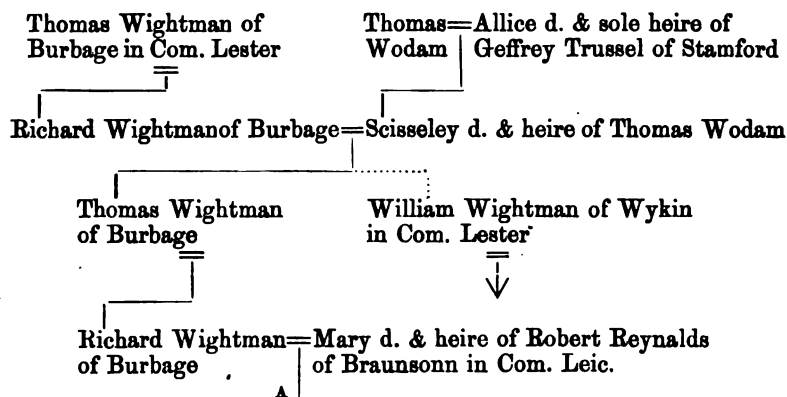 Thomas Wightman of
Burbage in Com. Lester
Thomas=Allice d. & sole heire of
Wodam Geffrey Trussel of Stamford
Richard Wightmanof Burbage=Scisseley d. & heire of Thomas Wodam
Thomas Wightman
of Burbage
William Wightman of Wykin
in Com. Lester
Richard Wightman=Mary d. & heire of Robert Reynalds
of Burbage of Braunsonn in Com. Leic.
A